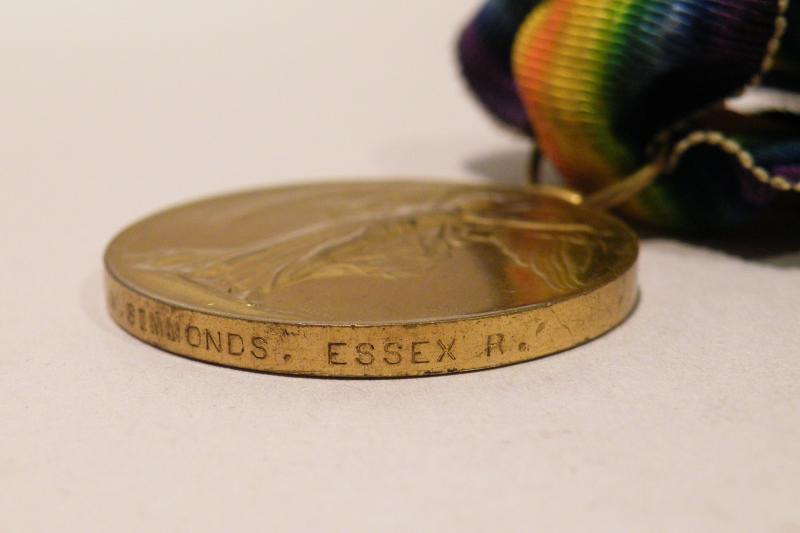 SIMMONDS. ESSEX R.